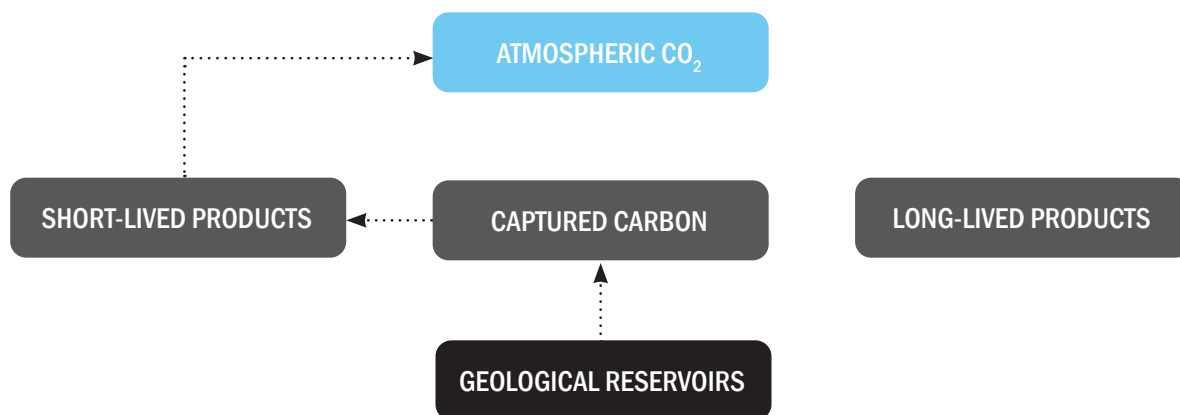 ATMOSPHERIC CO₂
SHORT-LIVED PRODUCTS
CAPTURED CARBON
LONG-LIVED PRODUCTS
GEOLOGICAL RESERVOIRS